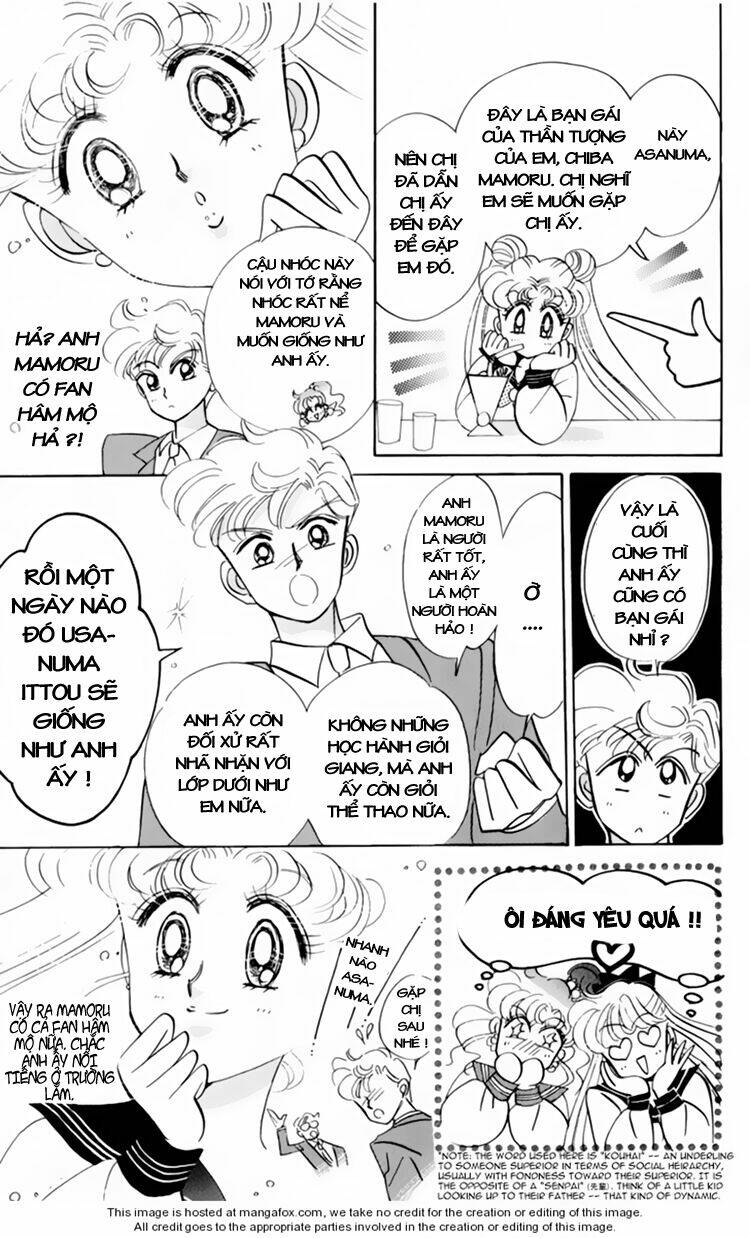 NÀY
ASANUMA,
ĐÂY LÀ BẠN GÁI
CỦA THẦN TƯỢNG
CỦA EM, CHIBA
MAMORU. CHỊ NGHĨ
EM SẼ MUỐN GẶP
CHỊ ẤY.
NÊN CHỊ
ĐÃ DẪN
CHỊ ẤY
ĐẾN ĐÂY
ĐỂ GẶP
EM ĐÓ.
CẬU NHÓC NÀY
NÓI VỚI TỚ RẰNG
NHÓC RẤT NỂ
MAMORU VÀ
MUỐN GIỐNG NHƯ
ANH ẤY.
HẢ? ANH
MAMORU
CÓ FAN
HÂM MỘ
HẢ ?!
VẬY LÀ
CUỐI
CÙNG THÌ
ANH ẤY
CŨNG CÓ
BẠN GÁI
NHỈ ?
Ờ
....
ANH
MAMORU
LÀ NGƯỜI
RẤT TỐT,
ANH ẤY
LÀ MỘT
NGƯỜI HOÀN
HẢO !
KHÔNG NHỮNG
HỌC HÀNH GIỎI
GIANG, MÀ ANH
ẤY CÒN GIỎI
THỂ THAO NỮA.
ANH ẤY CÒN
ĐỐI XỬ RẤT
NHÃ NHẶN VỚI
LỚP DƯỚI NHƯ
EM NỮA.
RỒI MỘT
NGÀY NÀO
ĐÓ USA-
NUMA
ITTOU SẼ
GIỐNG
NHƯ ANH
ẤY !
ÔI ĐÁNG YÊU QUÁ !!
NHANH
NÀO
ASA-
NUMA.
GẶP
CHỊ
SAU
NHÉ !
VẬY RA MAMORU
CÓ CẢ FAN HÂM
MỘ NỮA. CHẮC
ANH ẤY NỔI
TIẾNG Ở TRƯỜNG
LẮM.
*NOTE: THE WORD USED HERE IS "KOUHAI" -- AN UNDERLING
TO SOMEONE SUPERIOR IN TERMS OF SOCIAL HEIRARCHY,
USUALLY WITH FONDNESS TOWARD THEIR SUPERIOR. IT IS
THE OPPOSITE OF A "SENPAI" (先輩). THINK OF A LITTLE KID
LOOKING UP TO THEIR FATHER -- THAT KIND OF DYNAMIC.
This image is hosted at mangafox.com, we take no credit for the creation or editing of this image.
All credit goes to the appropriate parties involved in the creation or editing of this image.